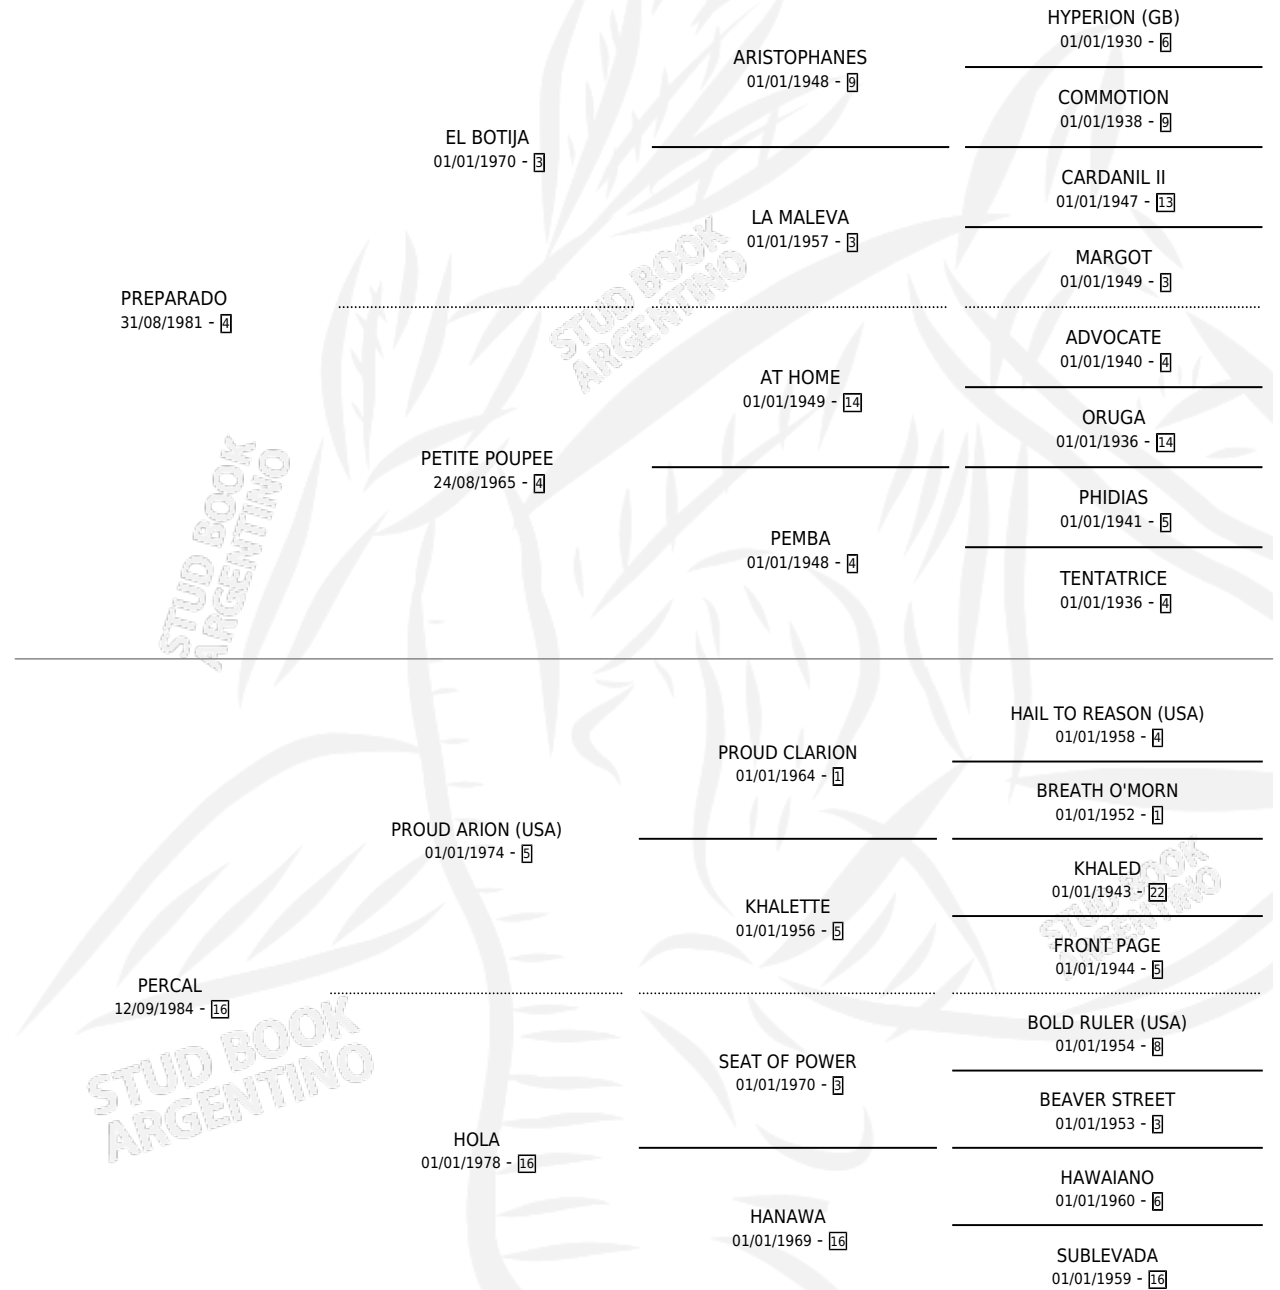 HYPERION (GB)
01/01/1930 - 6
ARISTOPHANES
01/01/1948 - 9
COMMOTION
01/01/1938 - 9
EL BOTIJA
01/01/1970 - 3
CARDANIL II
01/01/1947 - 13
LA MALEVA
01/01/1957 - 3
MARGOT
01/01/1949 - 3
PREPARADO
31/08/1981 - 4
ADVOCATE
01/01/1940 - 4
AT HOME
01/01/1949 - 14
ORUGA
01/01/1936 - 14
PETITE POUPEE
24/08/1965 - 4
PHIDIAS
01/01/1941 - 5
PEMBA
01/01/1948 - 4
TENTATRICE
01/01/1936 - 4
STUD BOOK
ARGENTINO
STUD BOOK
ARGENTINO
HAIL TO REASON (USA)
01/01/1958 - 4
PROUD CLARION
01/01/1964 - 1
BREATH O'MORN
01/01/1952 - 1
PROUD ARION (USA)
01/01/1974 - 5
KHALED
01/01/1943 - 22
KHALETTE
01/01/1956 - 5
FRONT PAGE
01/01/1944 - 5
PERCAL
12/09/1984 - 16
BOLD RULER (USA)
01/01/1954 - 8
SEAT OF POWER
01/01/1970 - 3
BEAVER STREET
01/01/1953 - 3
HOLA
01/01/1978 - 16
HAWAIANO
01/01/1960 - 6
HANAWA
01/01/1969 - 16
SUBLEVADA
01/01/1959 - 16
STUD BOOK
ARGENTINO
STUD BOOK
ARGENTINO